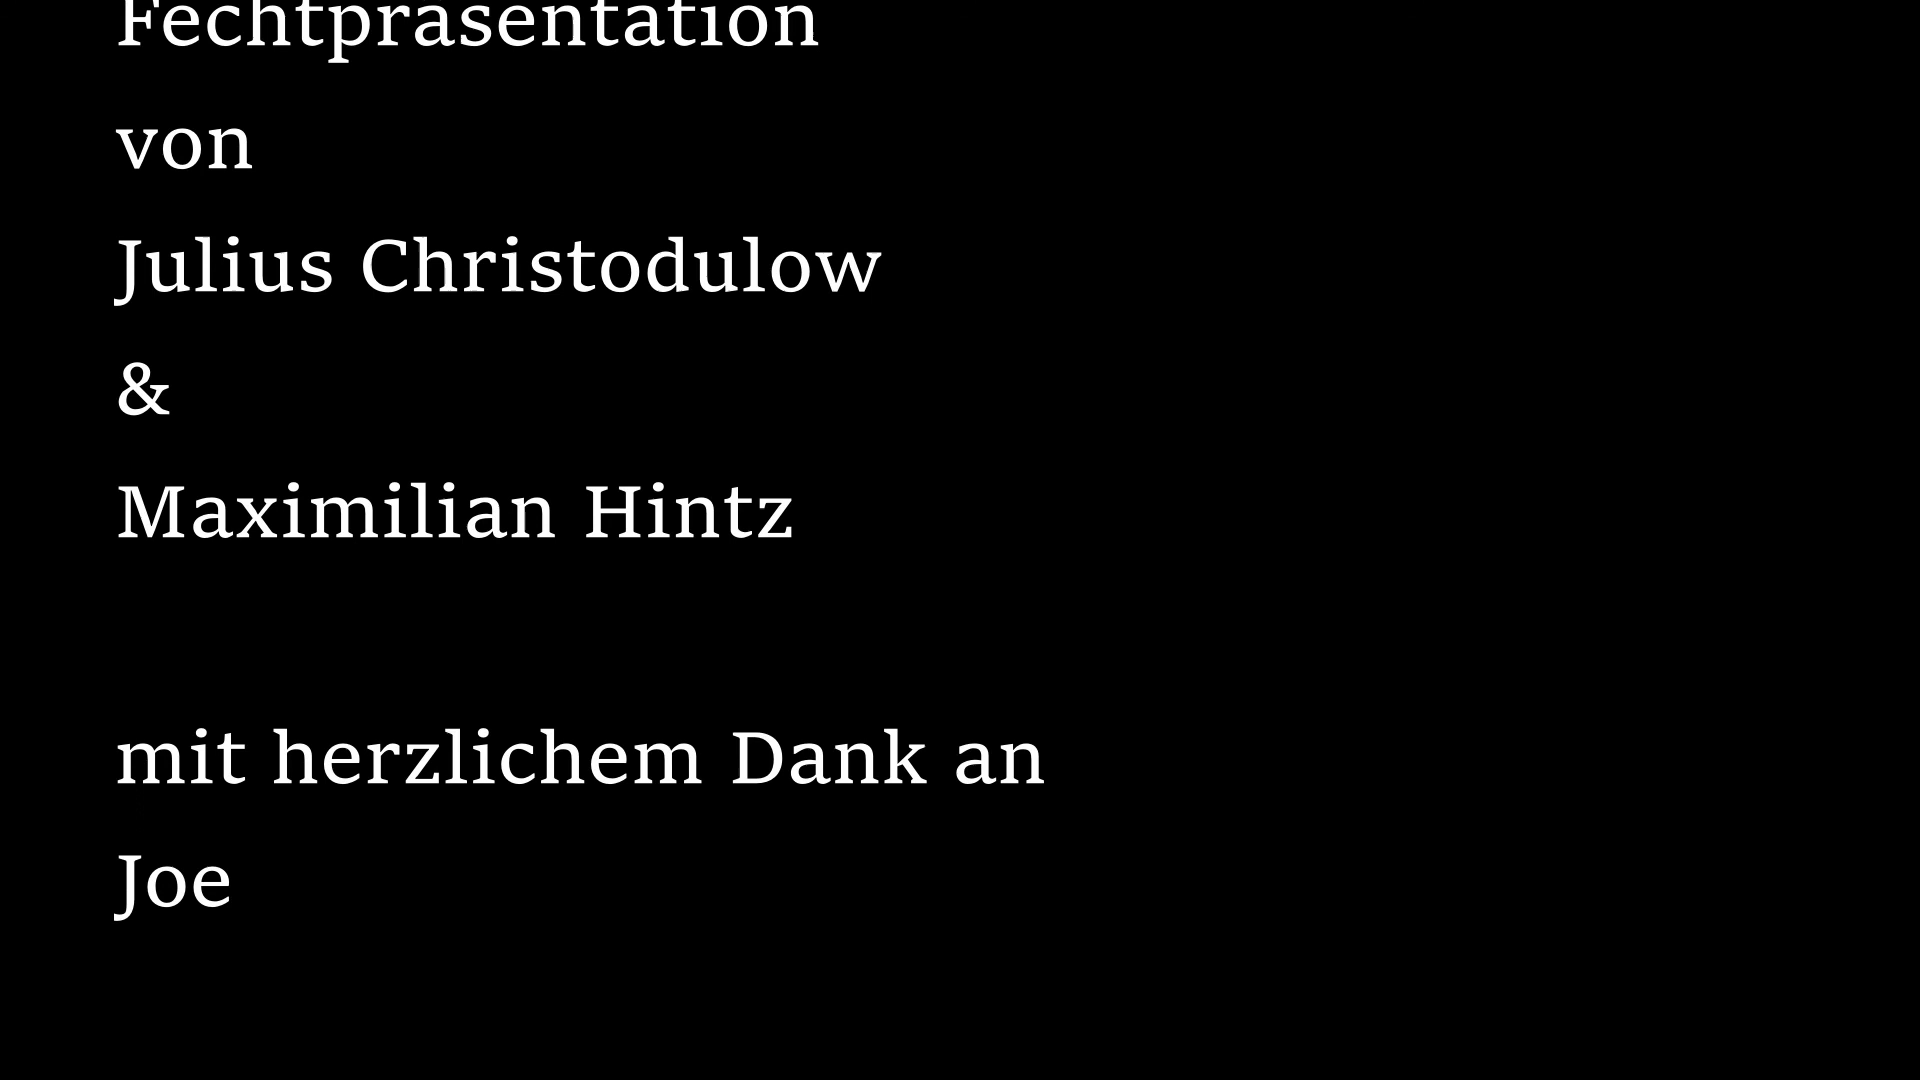 Fechtpräsentation
von
Julius Christodulow
&
Maximilian Hintz
mit herzlichem Dank an
Joe